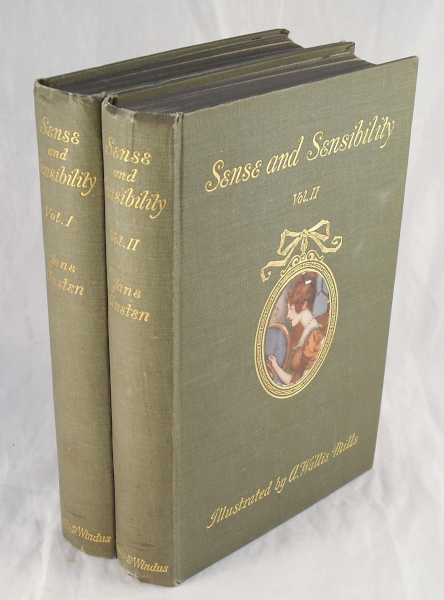 Sense
and
Sensibility
Vol. I
Jane
Austen
Sense
and
Sensibility
Vol. II
Jane
Austen
& Windus
Sense and Sensibility
Vol. II
Illustrated by A. Wallis Mills